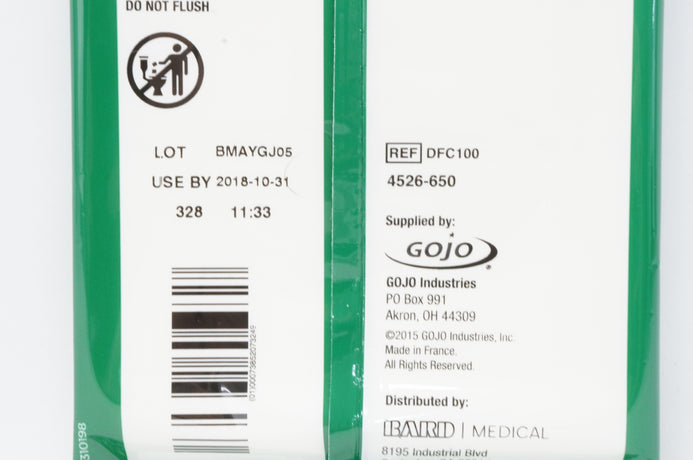 DO NOT FLUSH
LOT BMAYGJ05
USE BY 2018-10-31
328 11:33
310198
REF DFC100
4526-650
Supplied by:
GOJO
GOJO Industries
PO Box 991
Akron, OH 44309
©2015 GOJO Industries, Inc.
Made in France.
All Rights Reserved.
Distributed by:
BARD | MEDICAL
8195 Industrial Blvd